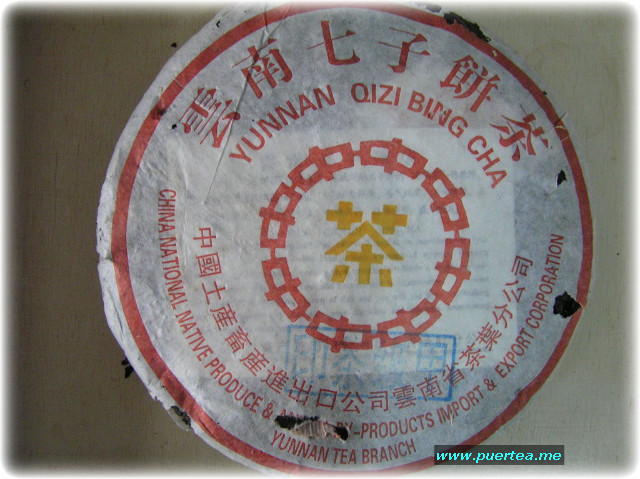 雲南七子餅茶
YUNNAN QIZI BING CHA
茶
中國土產畜產進出口公司雲南省茶葉分公司
CHINA NATIONAL NATIVE PRODUCE & BY-PRODUCTS IMPORT & EXPORT CORPORATION
YUNNAN TEA BRANCH
www.puertea.me